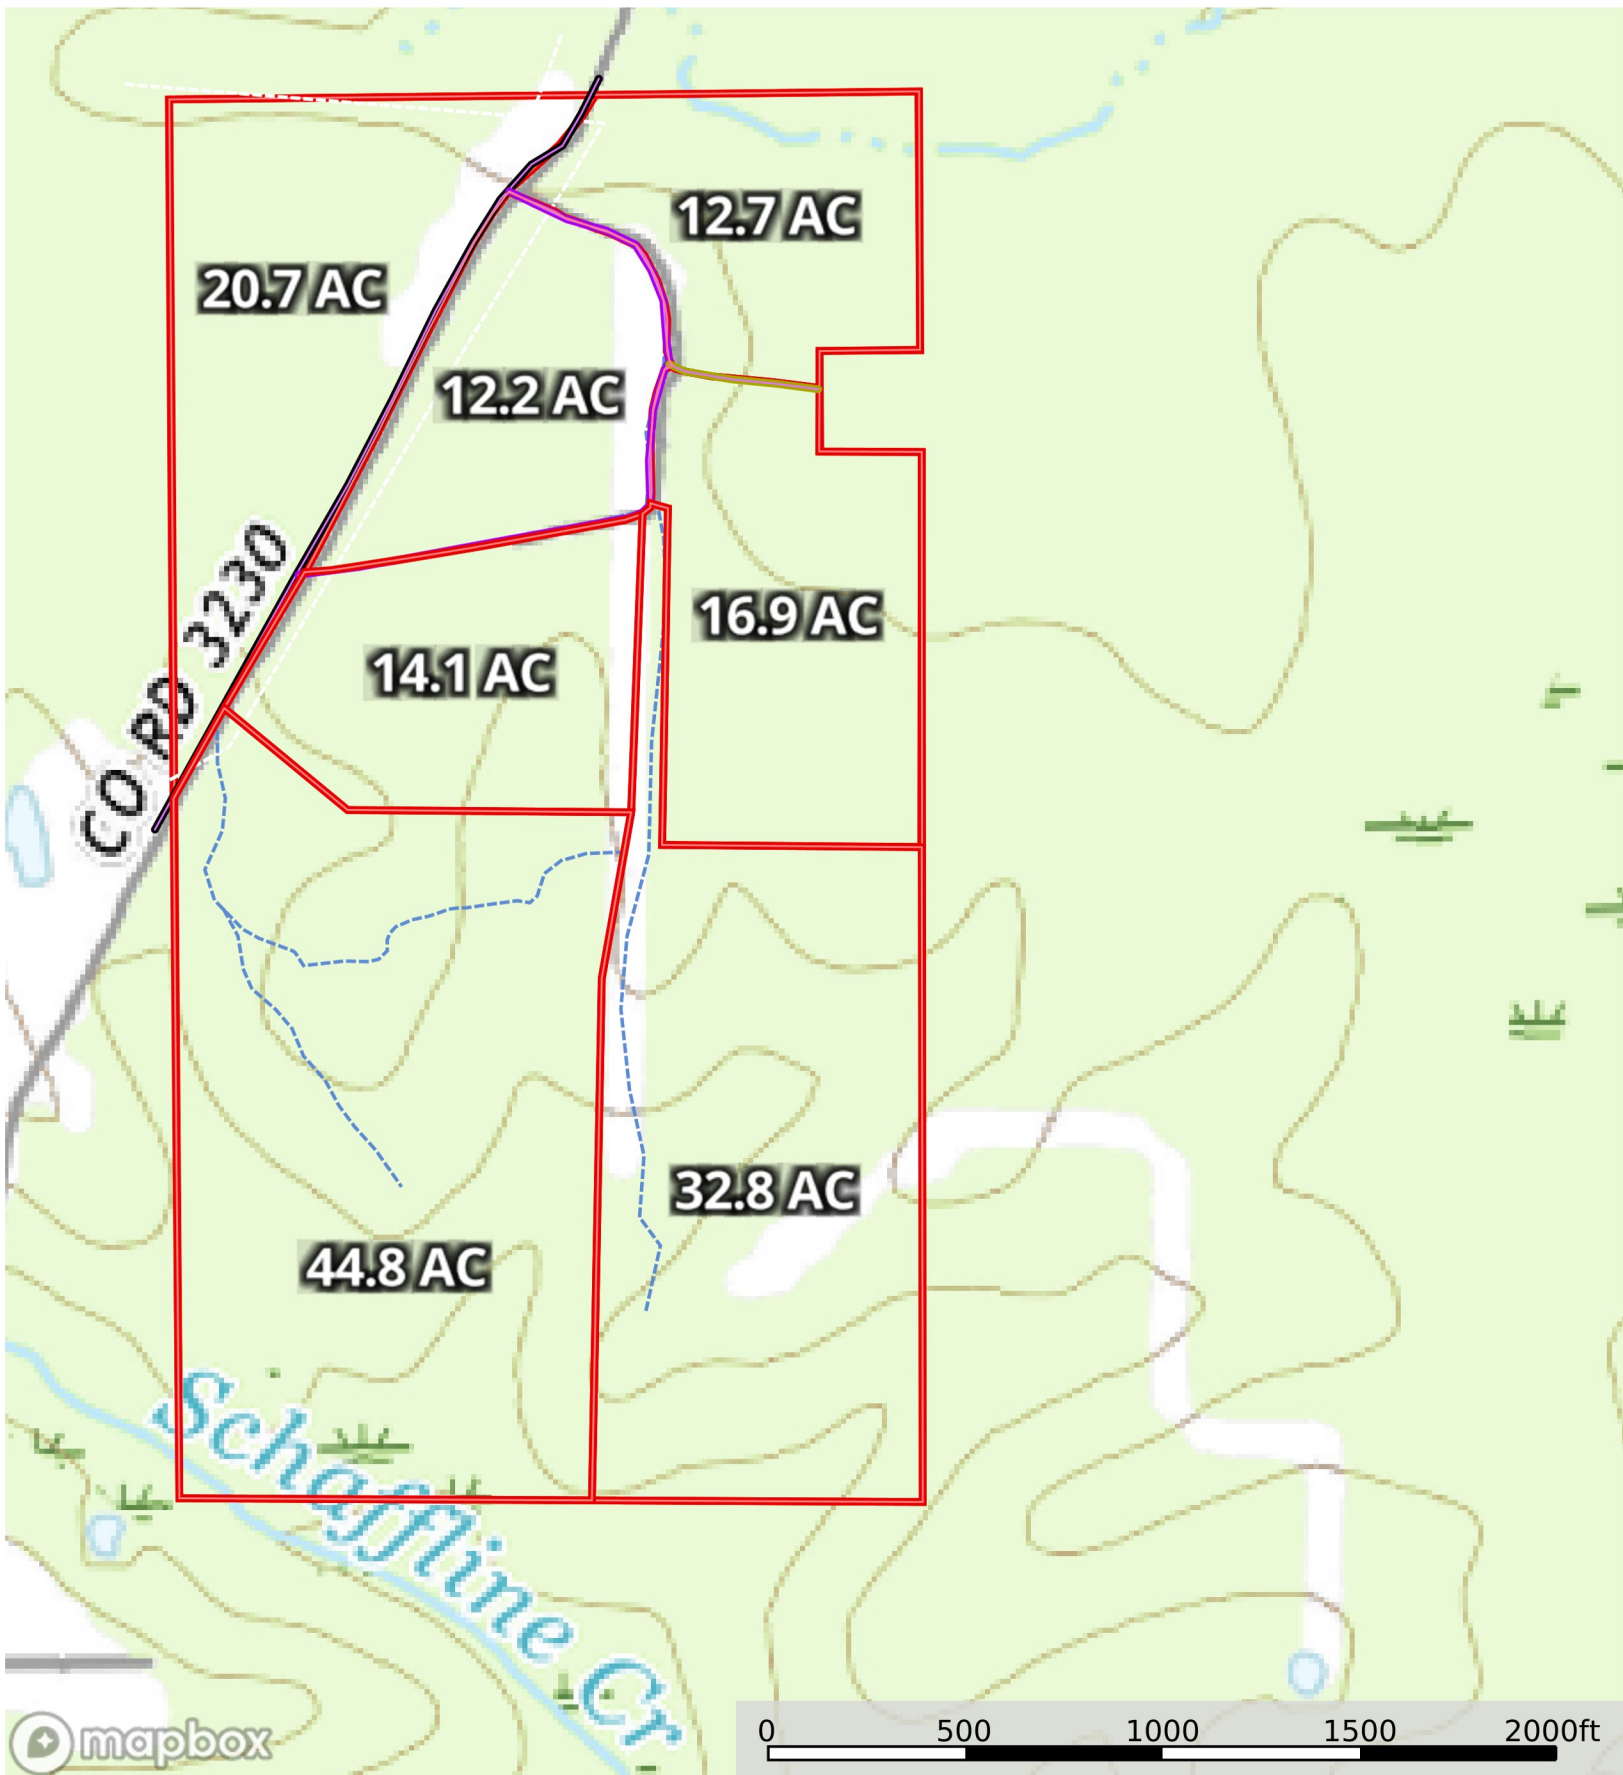 12.7 AC
20.7 AC
12.2 AC
CO RD 3230
16.9 AC
14.1 AC
32.8 AC
44.8 AC
Schaffline Cr
mapbox
0 500 1000 1500 2000ft